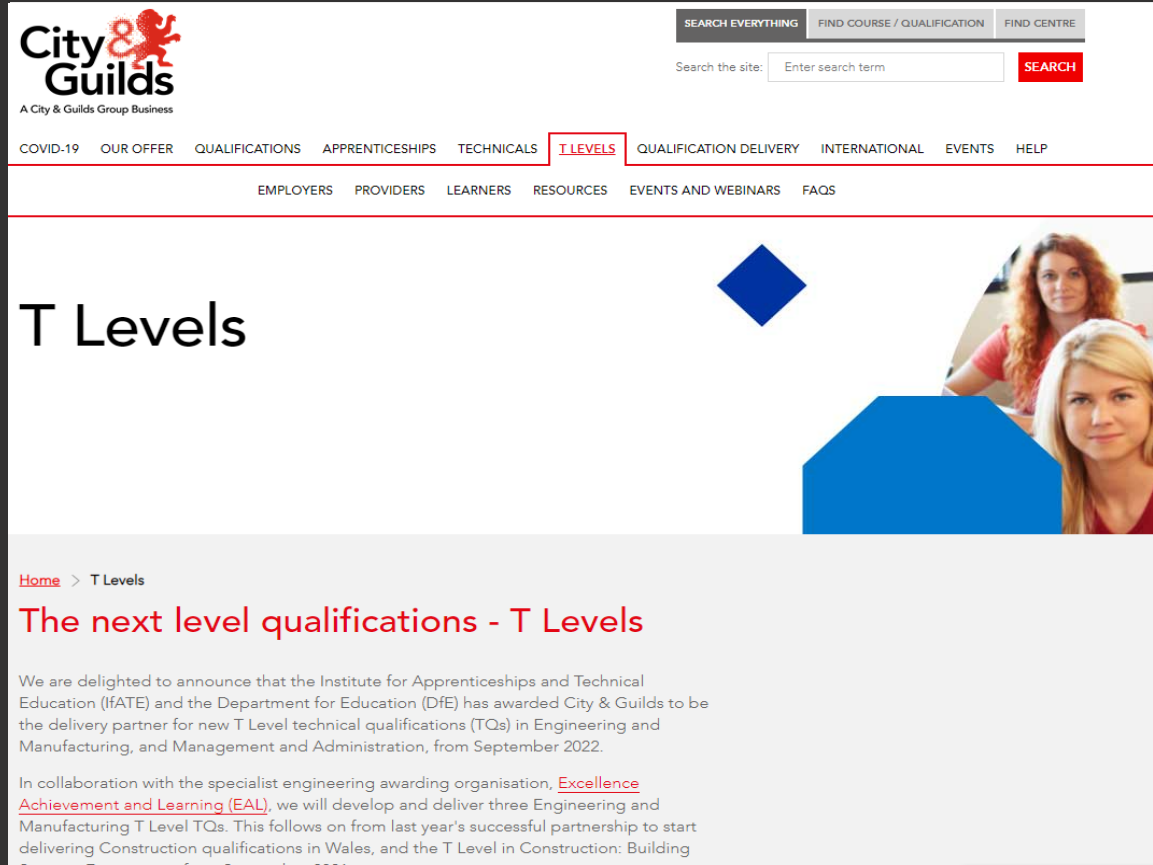 City&
Guilds
A City & Guilds Group Business
SEARCH EVERYTHING
FIND COURSE / QUALIFICATION
FIND CENTRE
Search the site:
Enter search term
SEARCH
COVID-19 OUR OFFER QUALIFICATIONS APPRENTICESHIPS TECHNICALS T LEVELS QUALIFICATION DELIVERY INTERNATIONAL EVENTS HELP
EMPLOYERS PROVIDERS LEARNERS RESOURCES EVENTS AND WEBINARS FAQS
T Levels
Home > T Levels
The next level qualifications - T Levels
We are delighted to announce that the Institute for Apprenticeships and Technical
Education (IfATE) and the Department for Education (DfE) has awarded City & Guilds to be
the delivery partner for new T Level technical qualifications (TQs) in Engineering and
Manufacturing, and Management and Administration, from September 2022.
In collaboration with the specialist engineering awarding organisation, Excellence
Achievement and Learning (EAL), we will develop and deliver three Engineering and
Manufacturing T Level TQs. This follows on from last year's successful partnership to start
delivering Construction qualifications in Wales, and the T Level in Construction: Building